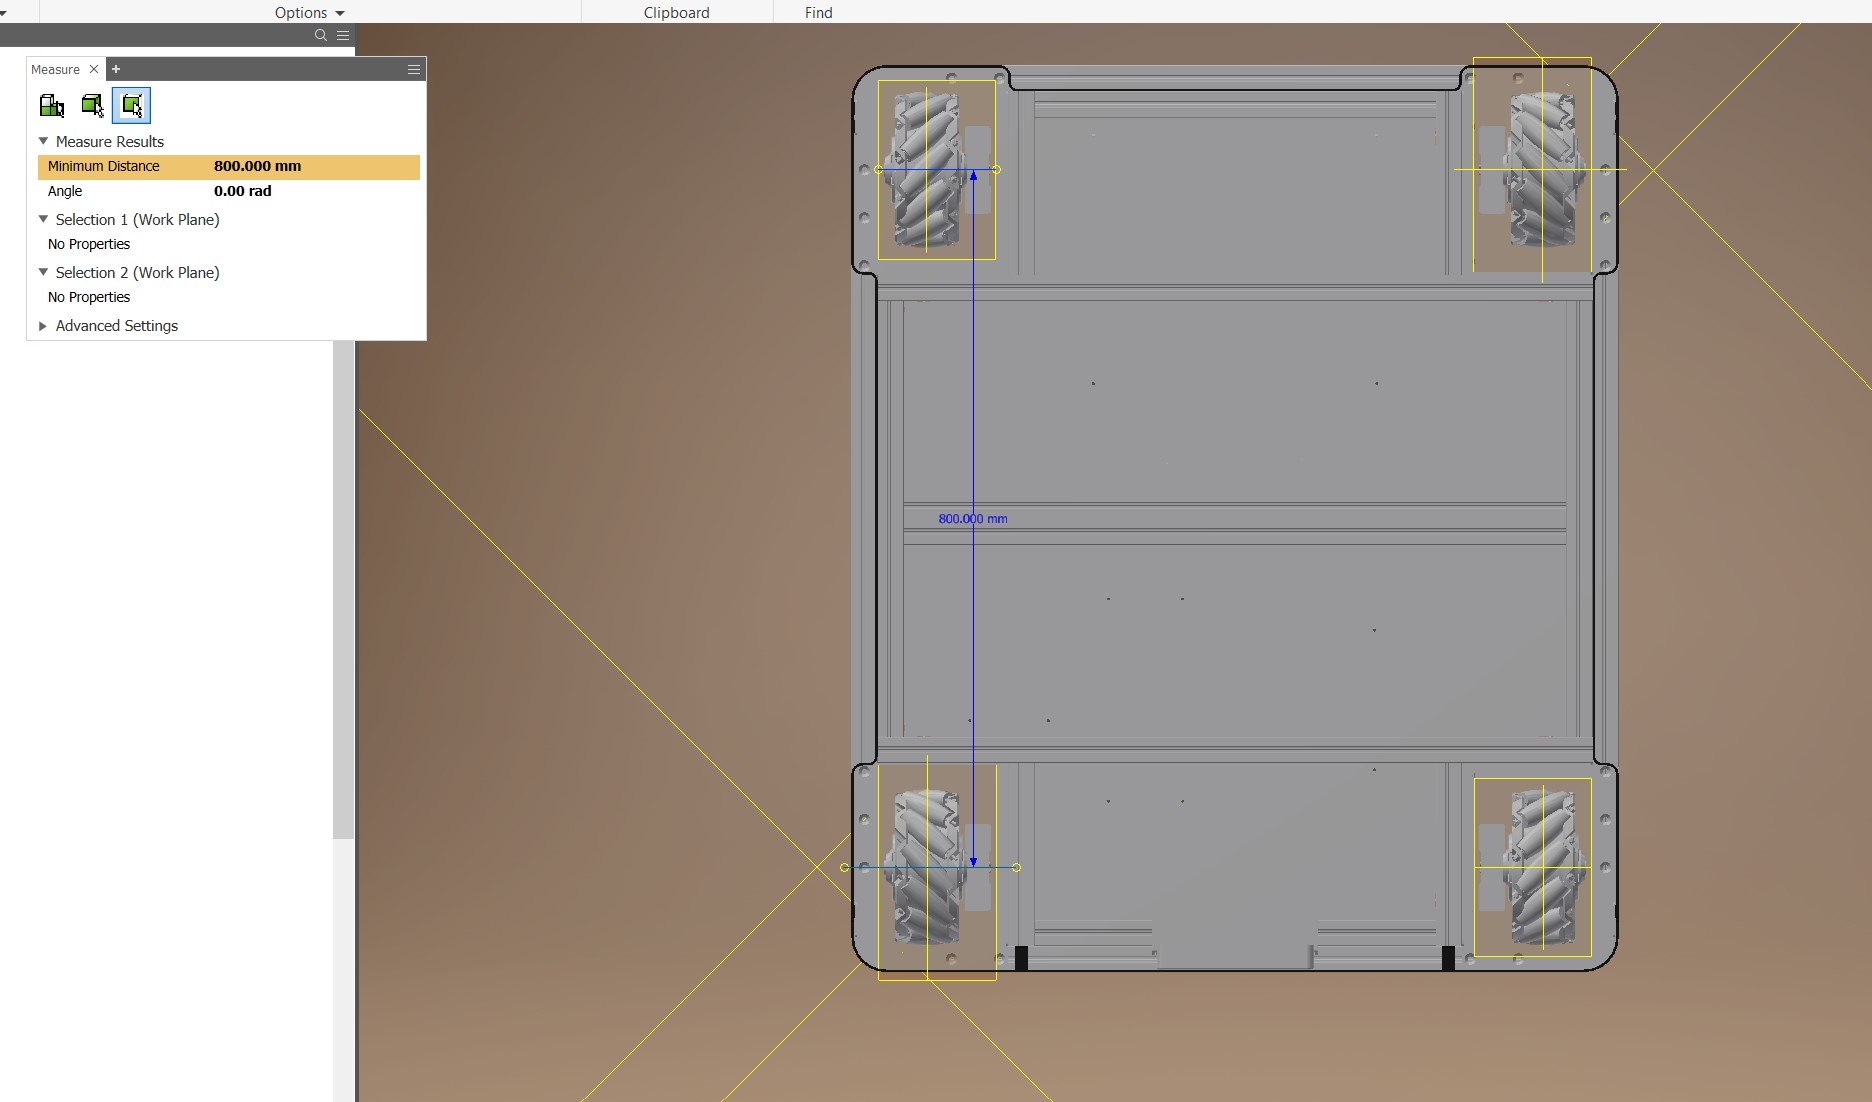 Options
Clipboard
Find
Measure
Measure Results
Minimum Distance 800.000 mm
Angle 0.00 rad
Selection 1 (Work Plane)
No Properties
Selection 2 (Work Plane)
No Properties
Advanced Settings
800.000 mm